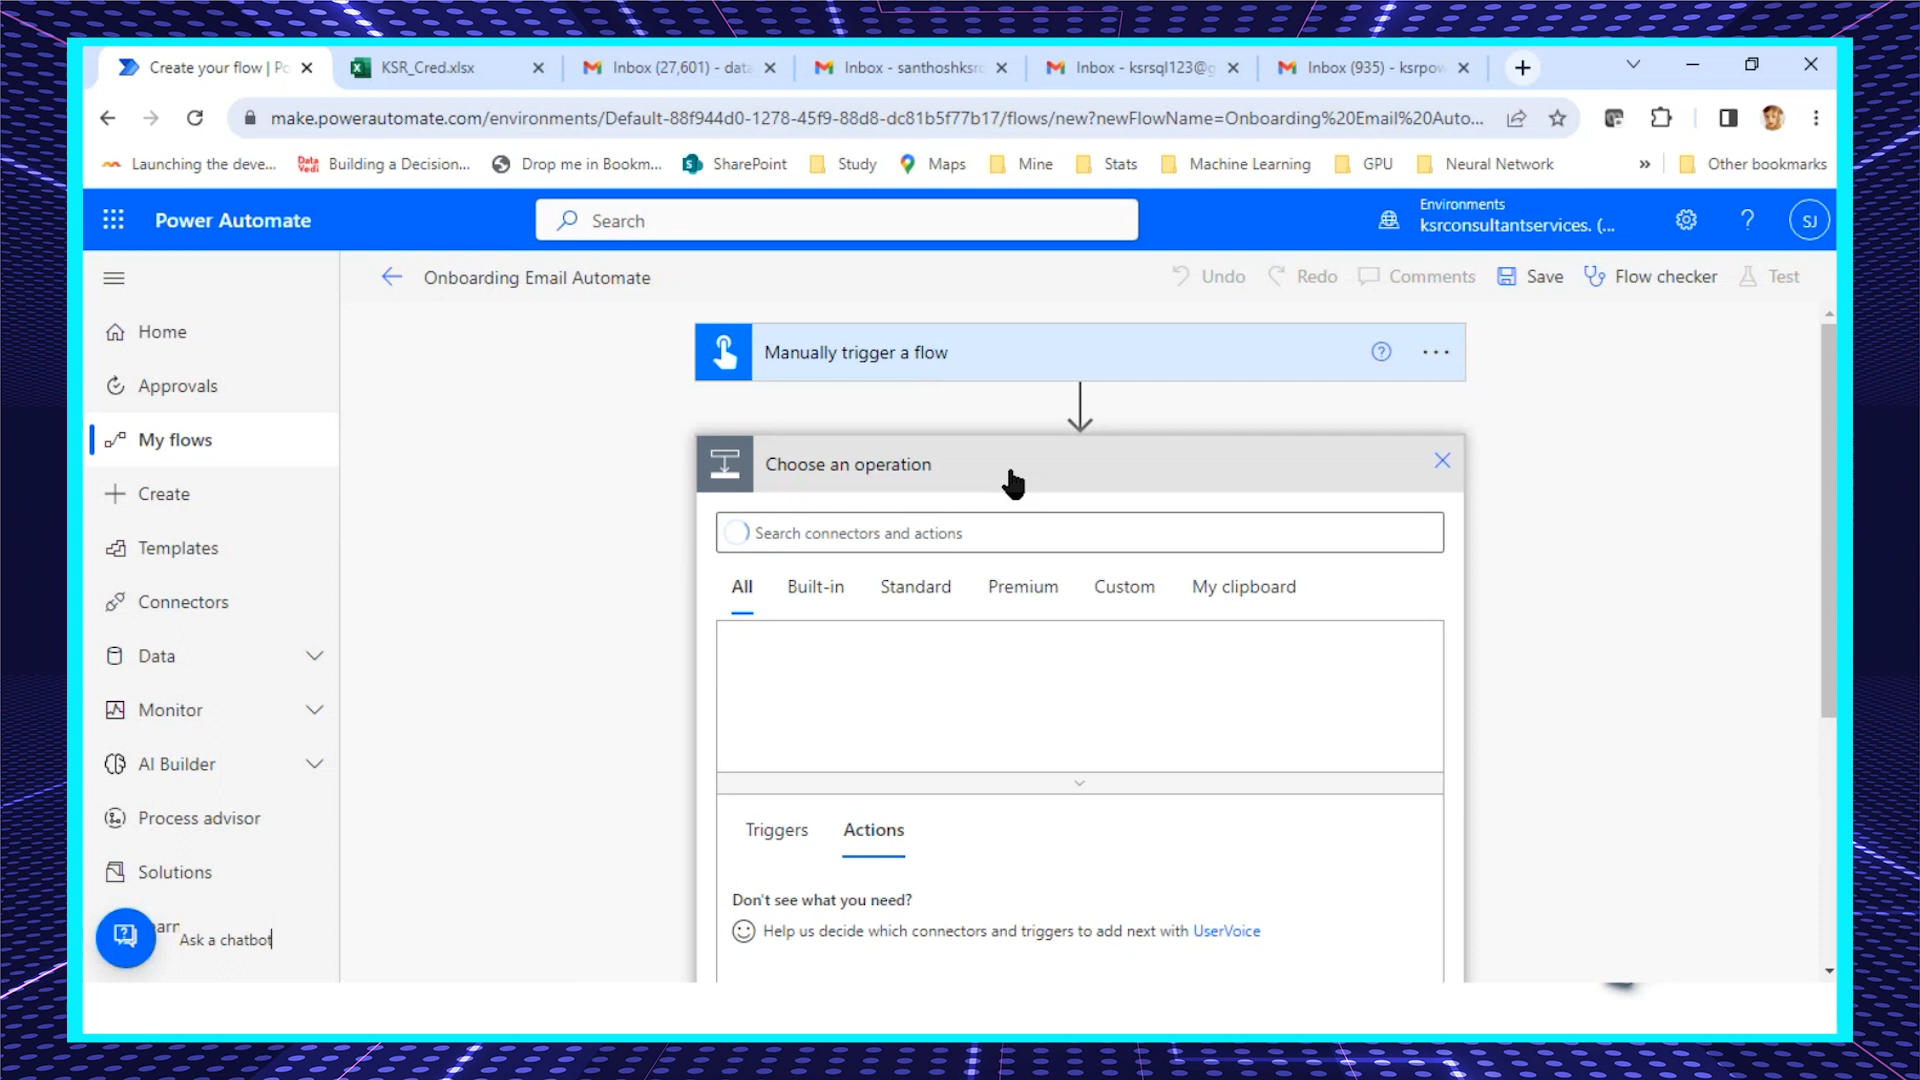 Create your flow | Po
KSR_Cred.xlsx
Inbox (27,601) - data
Inbox - santhoshksrc
Inbox - ksrsql123@g
Inbox (935) - ksrpow
make.powerautomate.com/environments/Default-88f944d0-1278-45f9-88d8-dc81b5f77b17/flows/new?newFlowName=Onboarding%20Email%20Auto...
Launching the deve...
Data Vedi
Building a Decision...
Drop me in Bookm...
SharePoint
Study
Maps
Mine
Stats
Machine Learning
GPU
Neural Network
»
Other bookmarks
Power Automate
Search
Environments
ksrconsultantservices. (...
SJ
Onboarding Email Automate
Undo
Redo
Comments
Save
Flow checker
Test
Home
Approvals
My flows
Create
Templates
Connectors
Data
Monitor
AI Builder
Process advisor
Solutions
Ask a chatbot
Manually trigger a flow
Choose an operation
Search connectors and actions
All
Built-in
Standard
Premium
Custom
My clipboard
Triggers
Actions
Don't see what you need?
Help us decide which connectors and triggers to add next with UserVoice